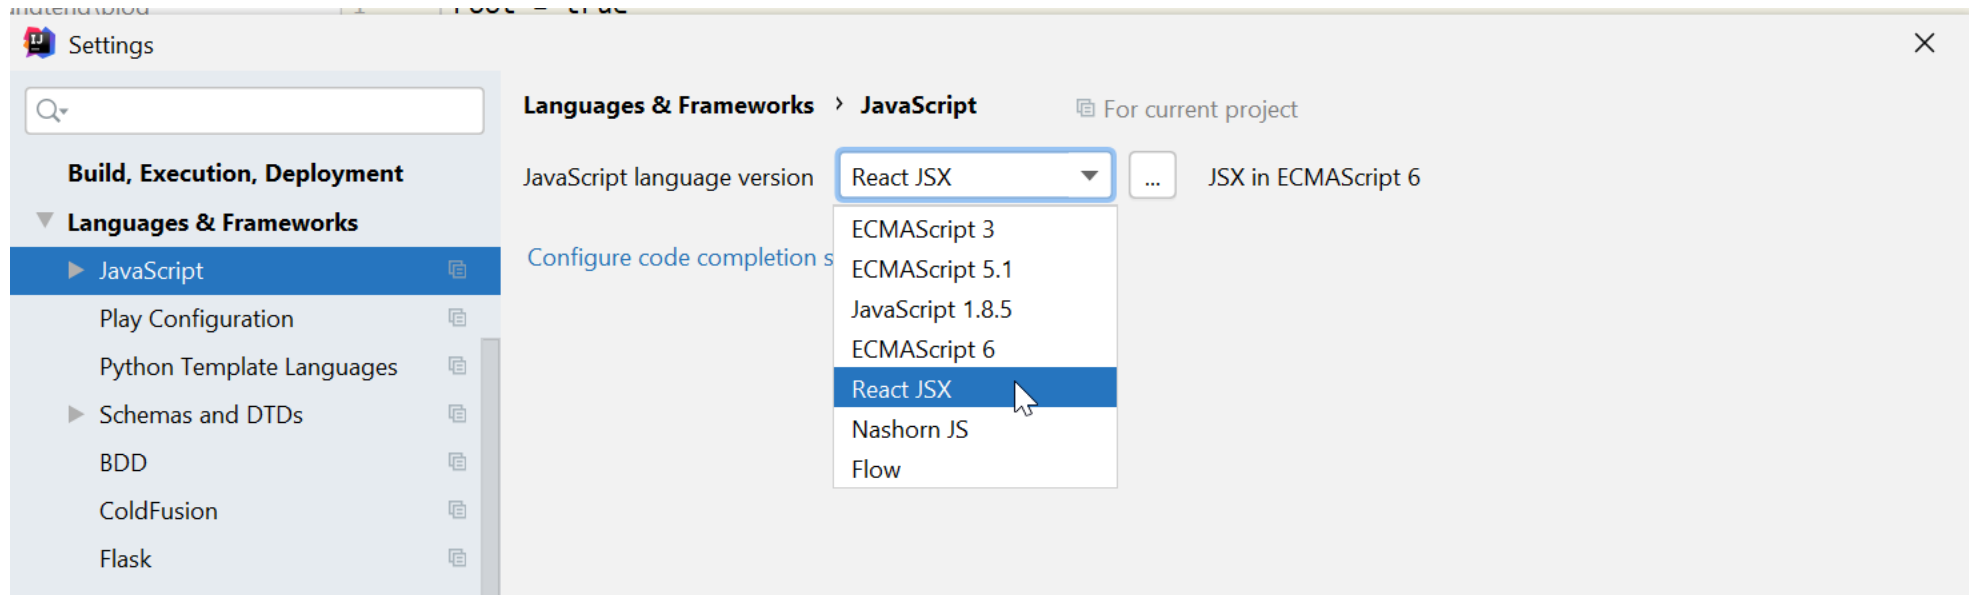 root = true
Settings
Languages & Frameworks › JavaScript
For current project
JavaScript language version
React JSX
...
JSX in ECMAScript 6
Build, Execution, Deployment
Languages & Frameworks
JavaScript
Play Configuration
Python Template Languages
Schemas and DTDs
BDD
ColdFusion
Flask
Configure code completion s
ECMAScript 3
ECMAScript 5.1
JavaScript 1.8.5
ECMAScript 6
React JSX
Nashorn JS
Flow